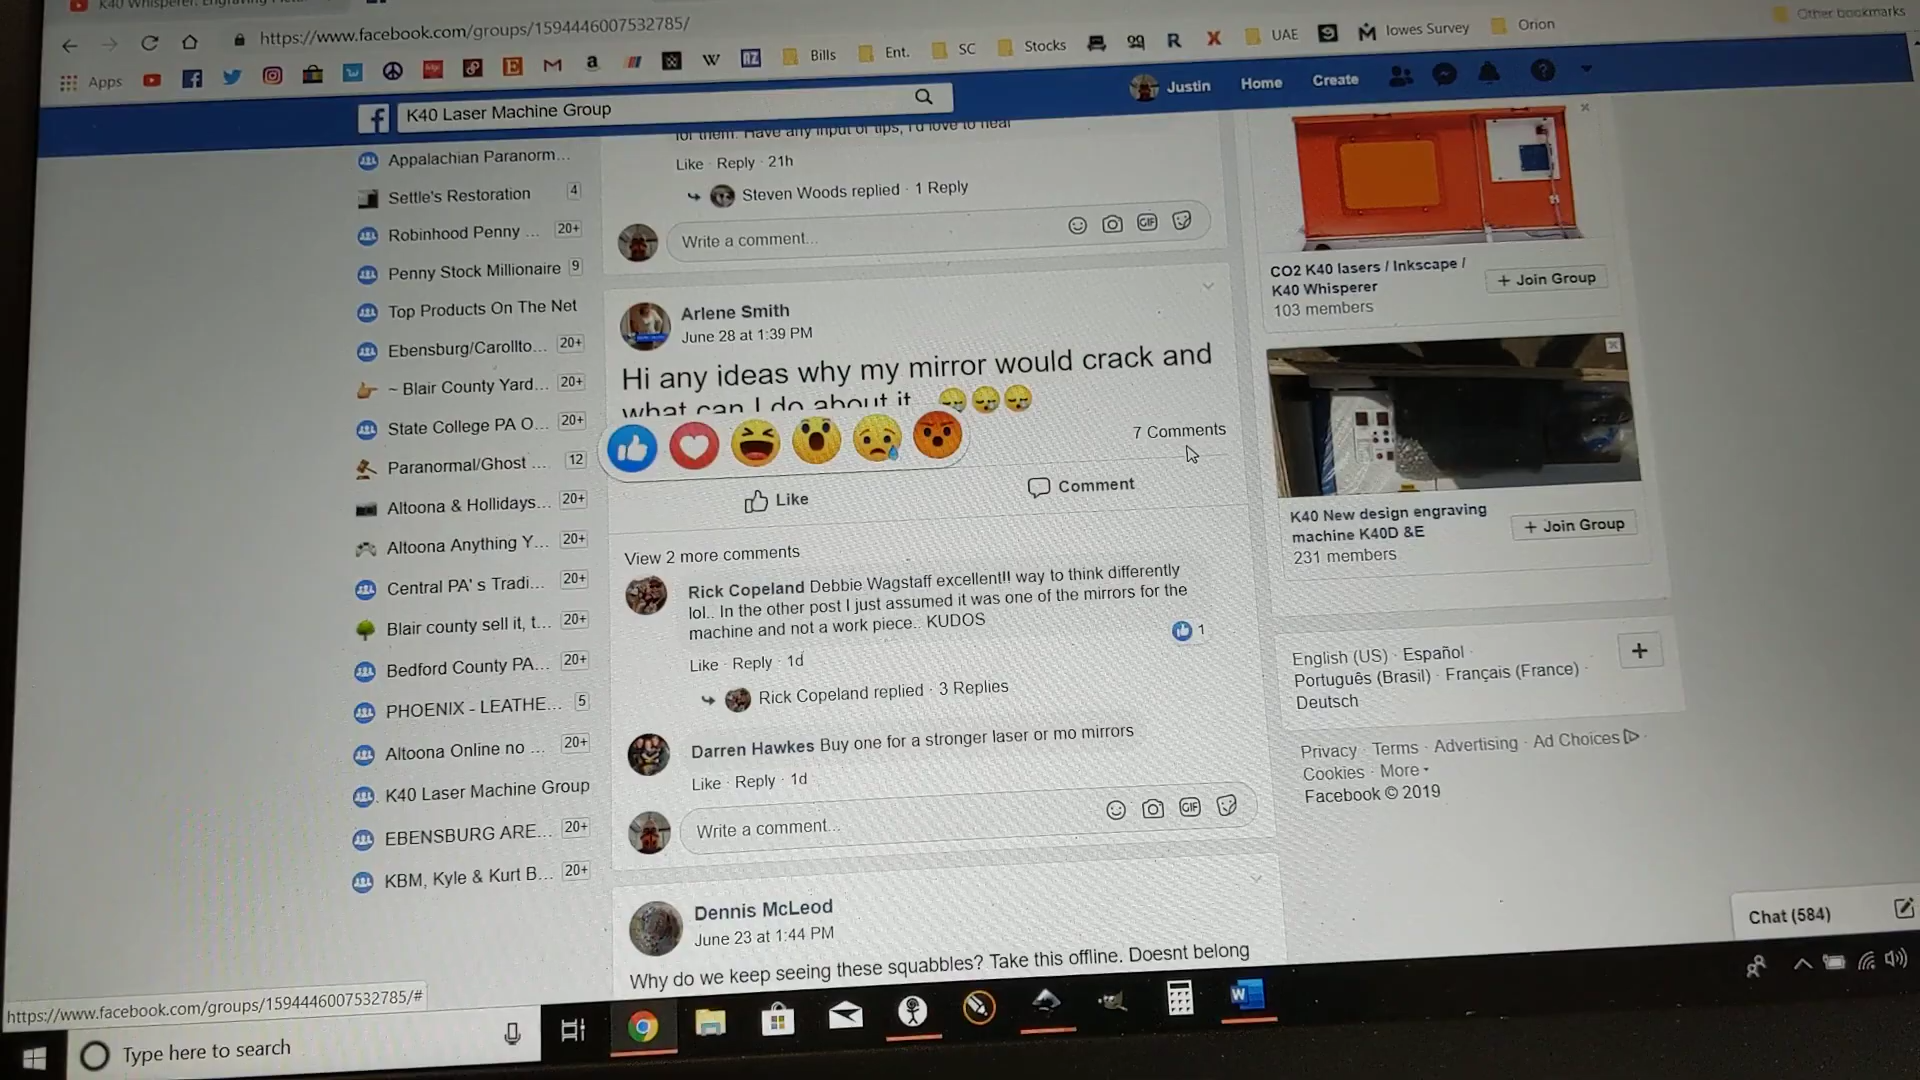 K40 Whisperer: Engraving
https://www.facebook.com/groups/1594446007532785/
Other bookmarks
Apps
Bills
Ent.
SC
Stocks
UAE
lowes Survey
Orion
K40 Laser Machine Group
Justin
Home
Create
Appalachian Paranorm...
Settle's Restoration 4
Robinhood Penny ... 20+
Penny Stock Millionaire 9
Top Products On The Net
Ebensburg/Carollto... 20+
~ Blair County Yard... 20+
State College PA O... 20+
Paranormal/Ghost ... 12
Altoona & Hollidays... 20+
Altoona Anything Y... 20+
Central PA' s Tradi... 20+
Blair county sell it, t... 20+
Bedford County PA... 20+
PHOENIX - LEATHE... 5
Altoona Online no ... 20+
K40 Laser Machine Group
EBENSBURG ARE... 20+
KBM, Kyle & Kurt B... 20+
for them. Have any input or tips, I'd love to hear
Like · Reply · 21h
Steven Woods replied · 1 Reply
Write a comment...
GIF
Arlene Smith
June 28 at 1:39 PM
Hi any ideas why my mirror would crack and
what can I do about it
7 Comments
Like
Comment
View 2 more comments
Rick Copeland Debbie Wagstaff excellent!! way to think differently
lol.. In the other post I just assumed it was one of the mirrors for the
machine and not a work piece.. KUDOS
1
Like · Reply · 1d
Rick Copeland replied · 3 Replies
Darren Hawkes Buy one for a stronger laser or mo mirrors
Like · Reply · 1d
Write a comment...
GIF
Dennis McLeod
June 23 at 1:44 PM
Why do we keep seeing these squabbles? Take this offline. Doesnt belong
CO2 K40 lasers / Inkscape /
K40 Whisperer
103 members
+ Join Group
K40 New design engraving
machine K40D &E
231 members
+ Join Group
English (US) · Español ·
Português (Brasil) · Français (France) ·
Deutsch
+
Privacy · Terms · Advertising · Ad Choices ·
Cookies · More
Facebook © 2019
Chat (584)
https://www.facebook.com/groups/1594446007532785/#
Type here to search